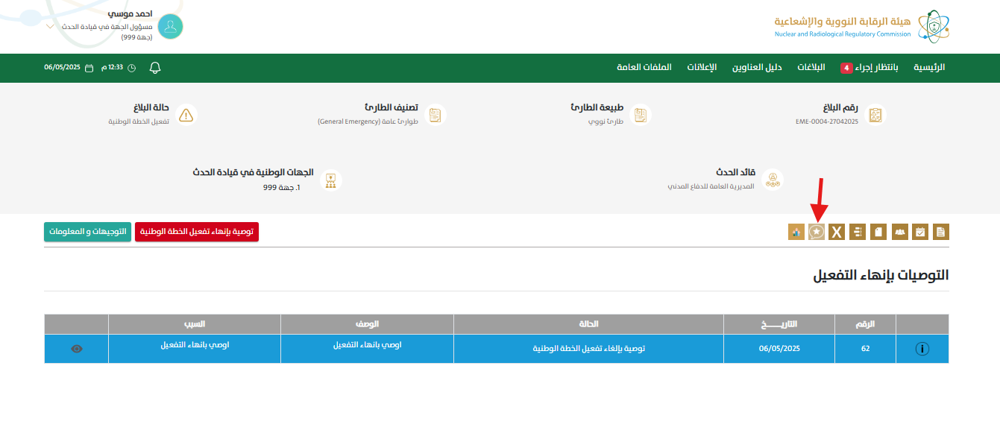 هيئة الرقابة النووية والإشعاعية
Nuclear and Radiological Regulatory Commission
احمد موسي
مسؤول الجهة في قيادة الحدث
(جهة 999)
الرئيسية
بانتظار إجراء 4
البلاغات
دليل العناوين
الإعلانات
الملفات العامة
12:33 م
06/05/2025
رقم البلاغ
EME-0004-27042025
طبيعة الطارئ
طارئ نووي
تصنيف الطارئ
طوارئ عامة (General Emergency)
حالة البلاغ
تفعيل الخطة الوطنية
قائد الحدث
المديرية العامة للدفاع المدني
الجهات الوطنية في قيادة الحدث
1. جهة 999
X
توصية بإنهاء تفعيل الخطة الوطنية
التوجيهات و المعلومات
التوصيات بإنهاء التفعيل
الرقم التاريـــــخ الحالة الوصف السبب
62 06/05/2025 توصية بإلغاء تفعيل الخطة الوطنية اوصي بانهاء التفعيل اوصي بانهاء التفعيل